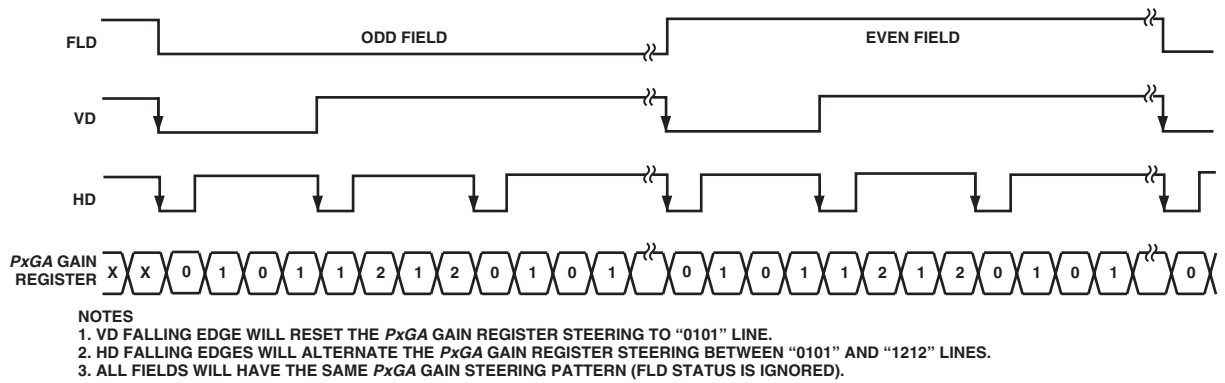 FLD
ODD FIELD
EVEN FIELD
VD
HD
PxGA GAIN
REGISTER
X X 0 1 0 1 1 2 1 2 0 1 0 1 0 1 0 1 1 2 1 2 0 1 0 1 0
NOTES
1. VD FALLING EDGE WILL RESET THE PxGA GAIN REGISTER STEERING TO “0101” LINE.
2. HD FALLING EDGES WILL ALTERNATE THE PxGA GAIN REGISTER STEERING BETWEEN “0101” AND “1212” LINES.
3. ALL FIELDS WILL HAVE THE SAME PxGA GAIN STEERING PATTERN (FLD STATUS IS IGNORED).